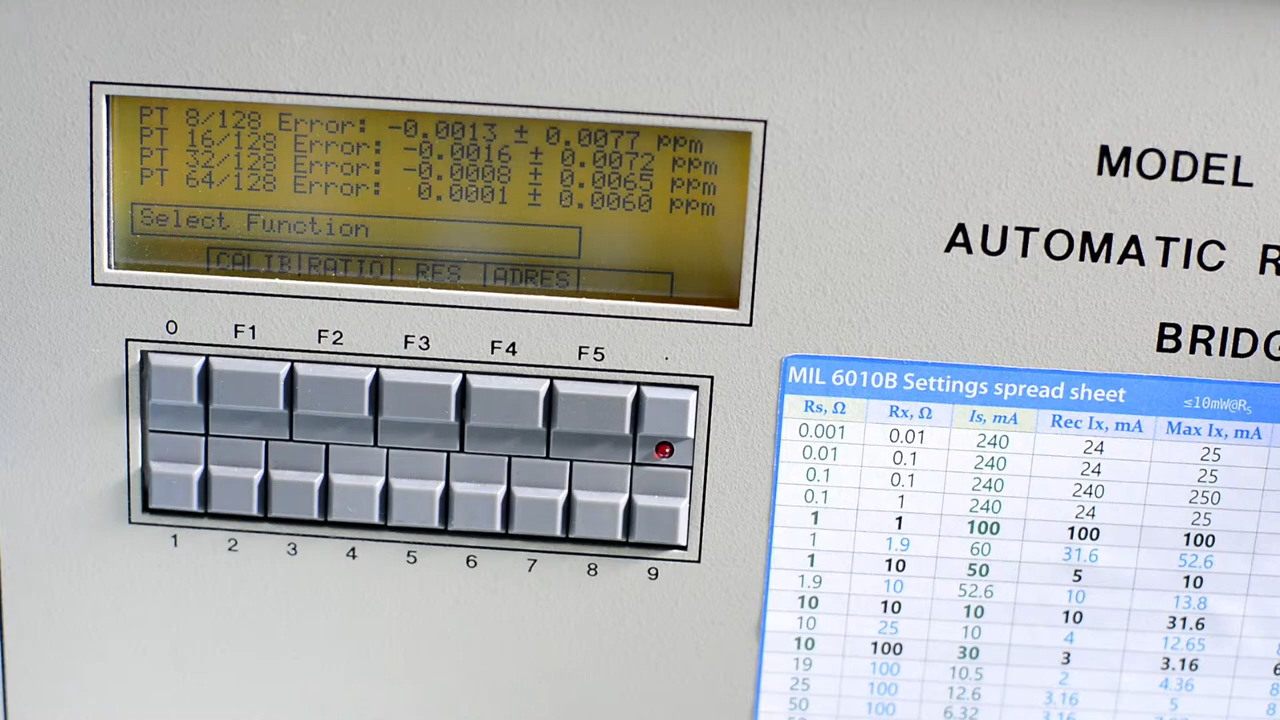 PT 8/128 Error: -0.0013 ± 0.0077 ppm
PT 16/128 Error: -0.0016 ± 0.0072 ppm
PT 32/128 Error: -0.0008 ± 0.0065 ppm
PT 64/128 Error: 0.0001 ± 0.0060 ppm
Select Function
CALIB RATIO RES ADRES
MODEL
AUTOMATIC R
BRIDG
0 F1 F2 F3 F4 F5 .
1 2 3 4 5 6 7 8 9
MIL 6010B Settings spread sheet ≤10mW@Rs
Rs, Ω Rx, Ω Is, mA Rec Ix, mA Max Ix, mA
0.001 0.01 240 24 25
0.01 0.1 240 24 25
0.1 0.1 240 240 250
0.1 1 240 24 25
1 1 100 100 100
1 1.9 60 31.6 52.6
1 10 50 5 10
1.9 10 52.6 10 13.8
10 10 10 10 31.6
10 25 10 4 12.65
10 100 30 3 3.16
19 100 10.5 2 4.36
25 100 12.6 3.16 5
50 100 6.32 3.16